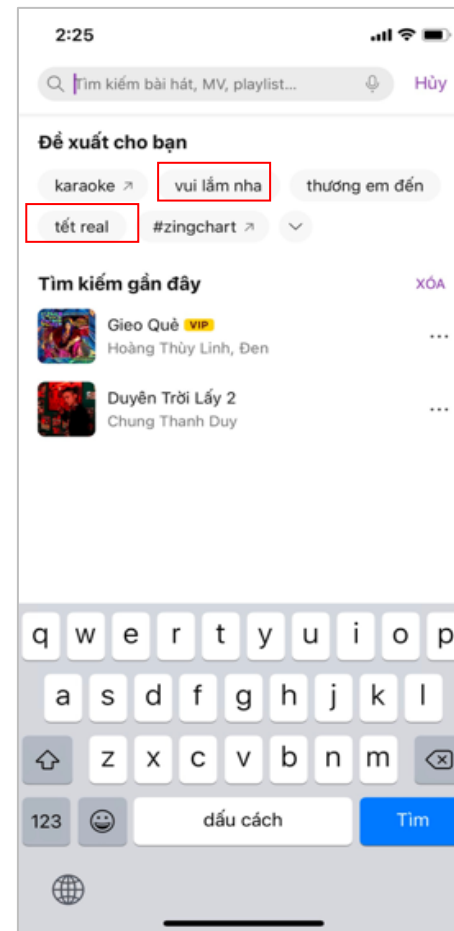 2:25
Tìm kiếm bài hát, MV, playlist...
Hủy
Đề xuất cho bạn
karaoke ↗ vui lắm nha thương em đến
tết real #zingchart ↗
Tìm kiếm gần đây XÓA
Gieo Quẻ VIP
Hoàng Thùy Linh, Đen
Duyên Trời Lấy 2
Chung Thanh Duy
q w e r t y u i o p
a s d f g h j k l
z x c v b n m
123 dấu cách Tìm